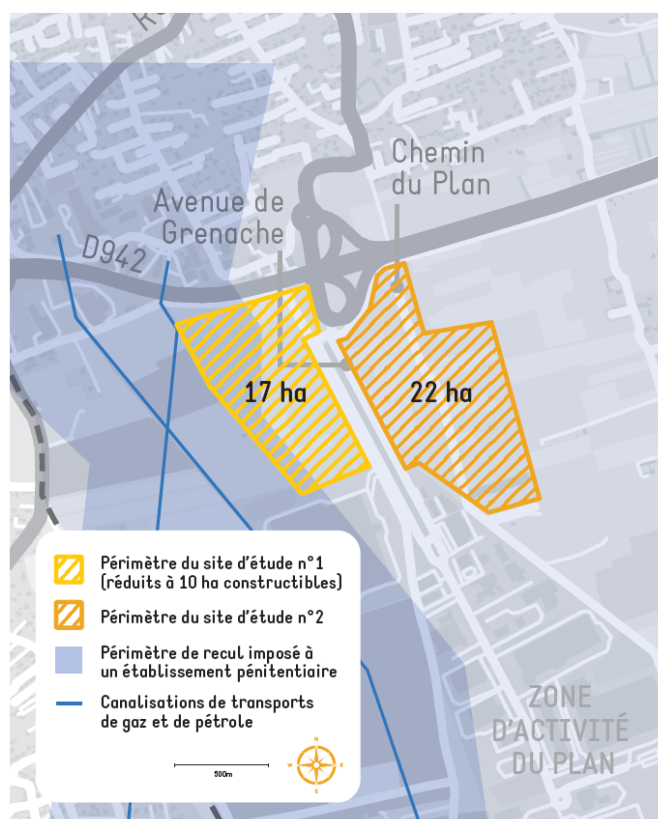 Chemin
du Plan
Avenue de
Grenache
D942
17 ha
22 ha
Périmètre du site d'étude n°1
(réduits à 10 ha constructibles)
Périmètre du site d'étude n°2
Périmètre de recul imposé à
un établissement pénitentiaire
Canalisations de transports
de gaz et de pétrole
500m
N
W
E
S
ZONE
D'ACTIVITÉ
DU PLAN